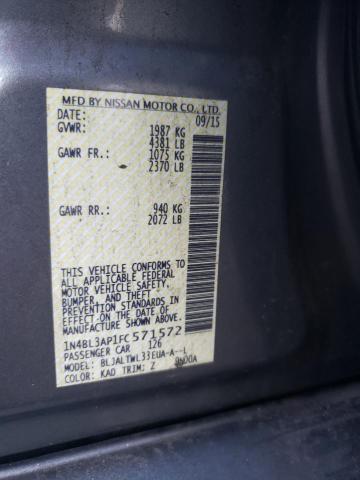 MFD BY NISSAN MOTOR CO., LTD.
DATE: 09/15
GVWR: 1987 KG
4381 LB
GAWR FR.: 1075 KG
2370 LB
GAWR RR.: 940 KG
2072 LB
THIS VEHICLE CONFORMS TO
ALL APPLICABLE FEDERAL
MOTOR VEHICLE SAFETY,
BUMPER, AND THEFT
PREVENTION STANDARDS IN
EFFECT ON THE DATE OF
MANUFACTURE SHOWN ABOVE.
1N4BL3AP1FC571572
PASSENGER CAR 126
MODEL: BLJALTWL33EUA-A--L
COLOR: KAD TRIM: Z